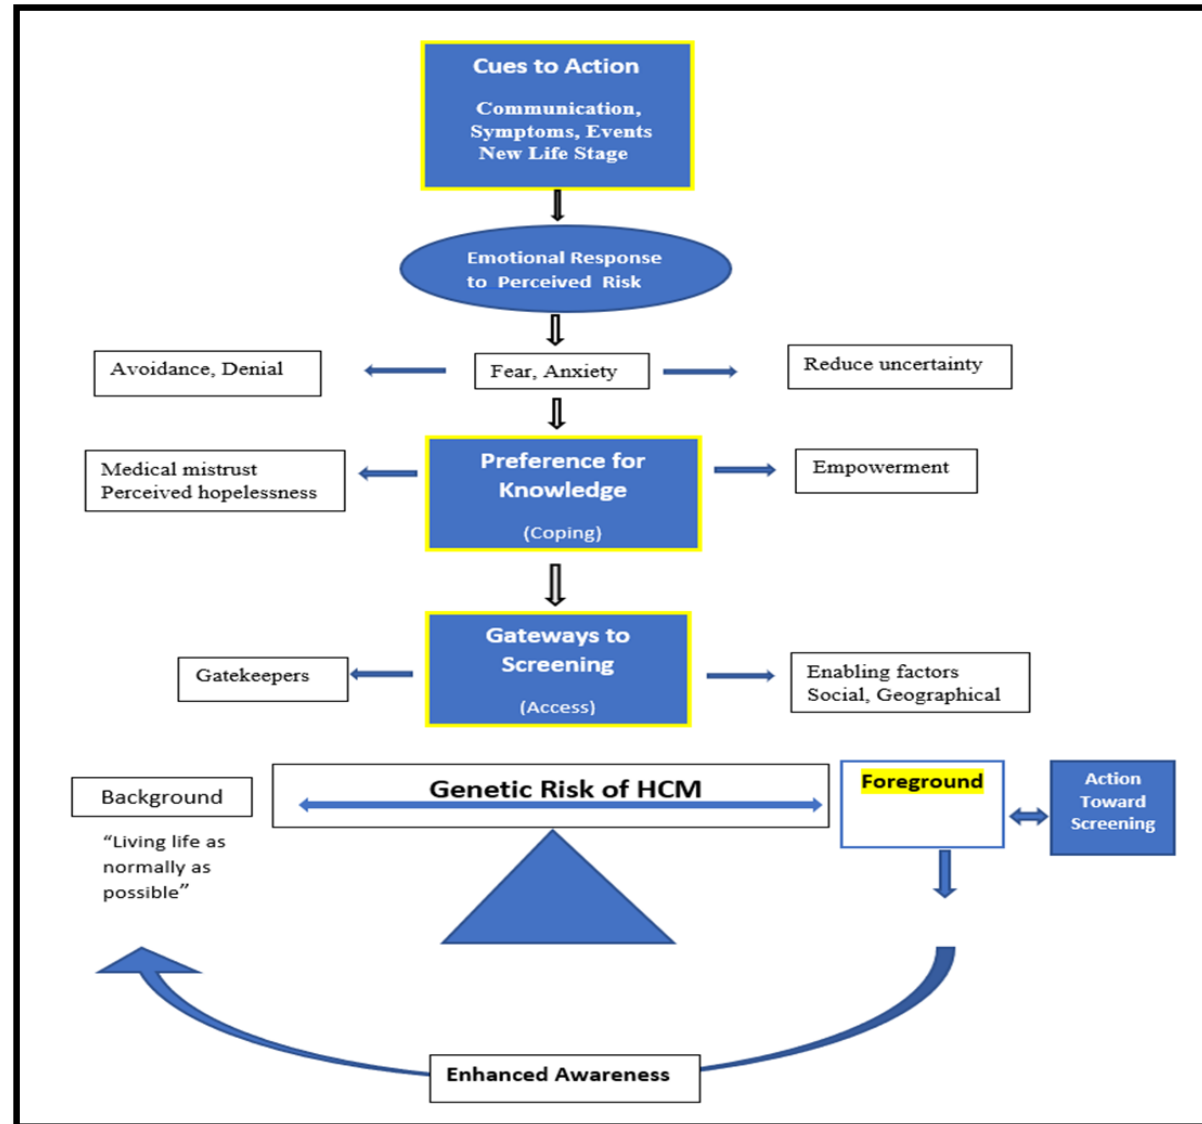 Cues to Action
Communication,
Symptoms, Events
New Life Stage
Emotional Response
to Perceived Risk
Avoidance, Denial
Fear, Anxiety
Reduce uncertainty
Medical mistrust
Perceived hopelessness
Preference for
Knowledge
(Coping)
Empowerment
Gatekeepers
Gateways to
Screening
(Access)
Enabling factors
Social, Geographical
Background
“Living life as
normally as
possible”
Genetic Risk of HCM
Foreground
Action
Toward
Screening
Enhanced Awareness